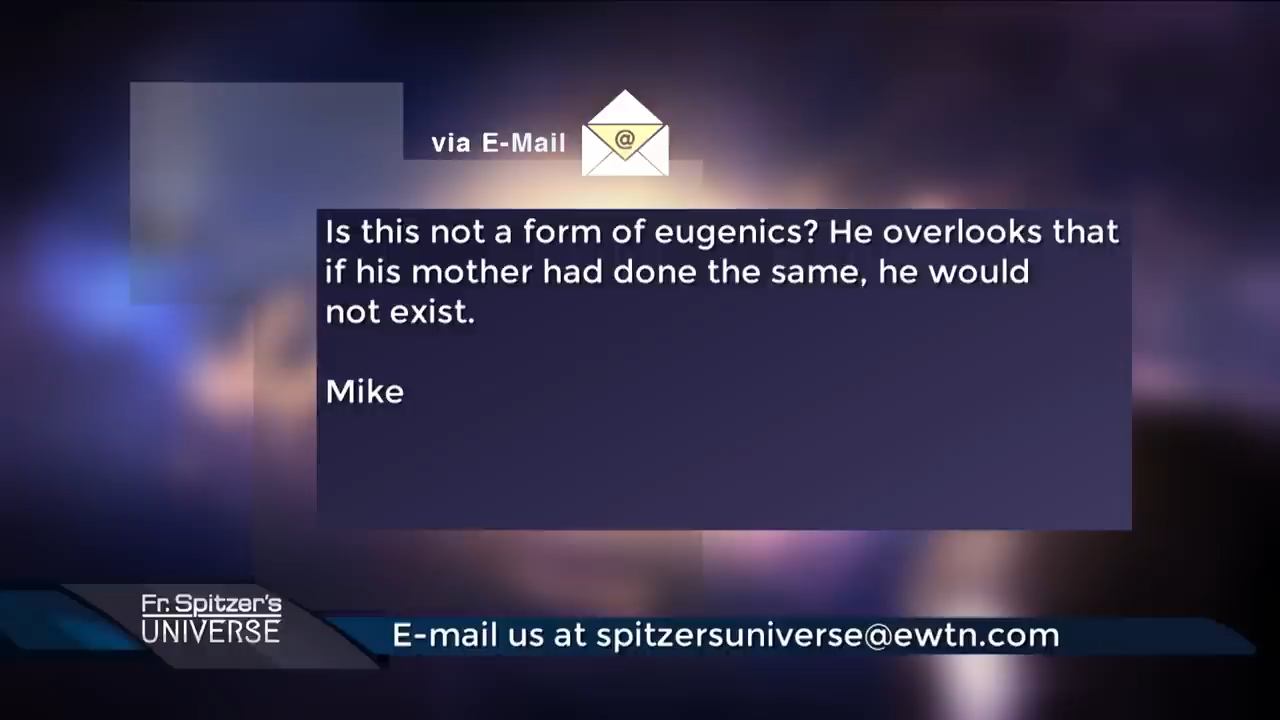 via E-Mail
@
Is this not a form of eugenics? He overlooks that
if his mother had done the same, he would
not exist.
Mike
Fr. Spitzer's
UNIVERSE
E-mail us at spitzersuniverse@ewtn.com